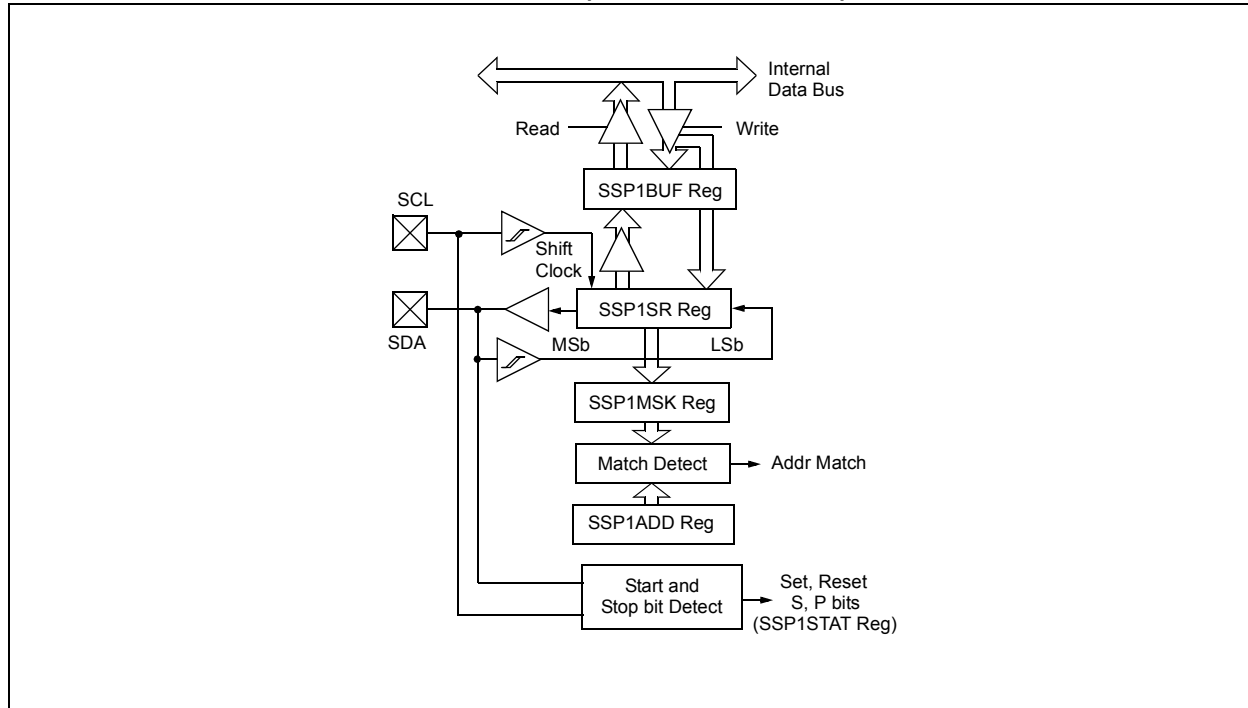 Internal
Data Bus
Read
Write
SSP1BUF Reg
SCL
Shift
Clock
SSP1SR Reg
SDA
MSb
LSb
SSP1MSK Reg
Match Detect
Addr Match
SSP1ADD Reg
Start and
Stop bit Detect
Set, Reset
S, P bits
(SSP1STAT Reg)